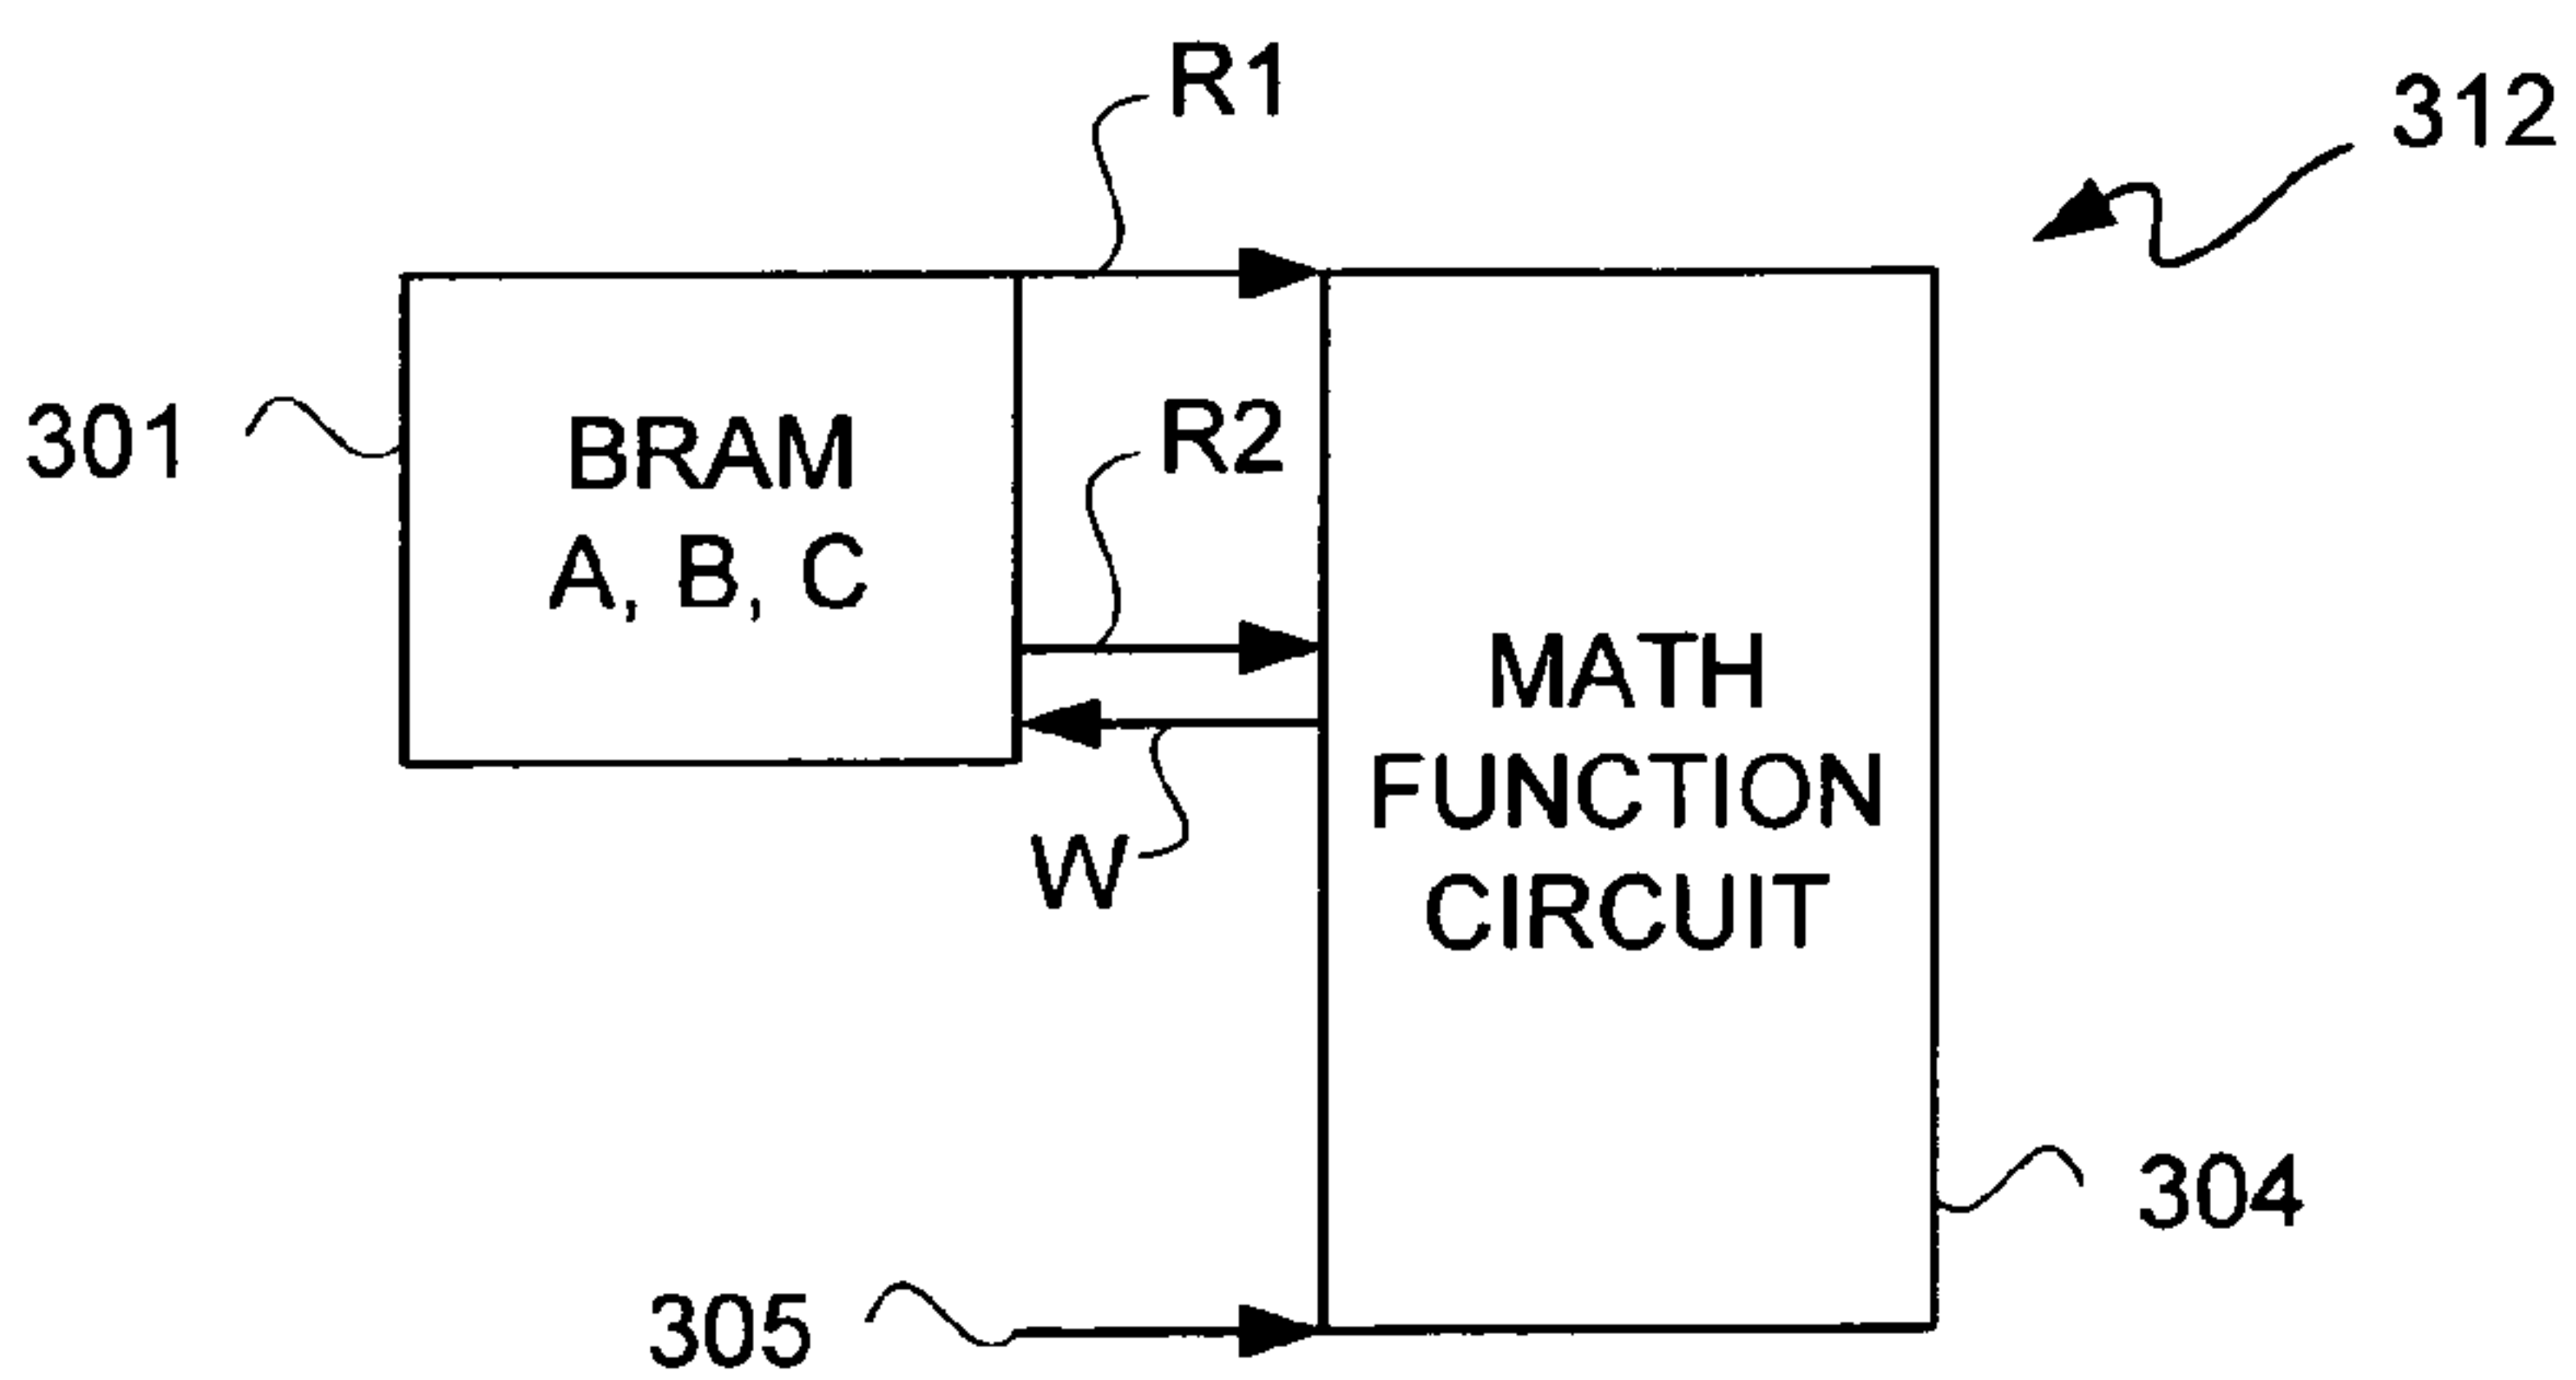 R1
312
301
BRAM
A, B, C
R2
W
MATH
FUNCTION
CIRCUIT
304
305